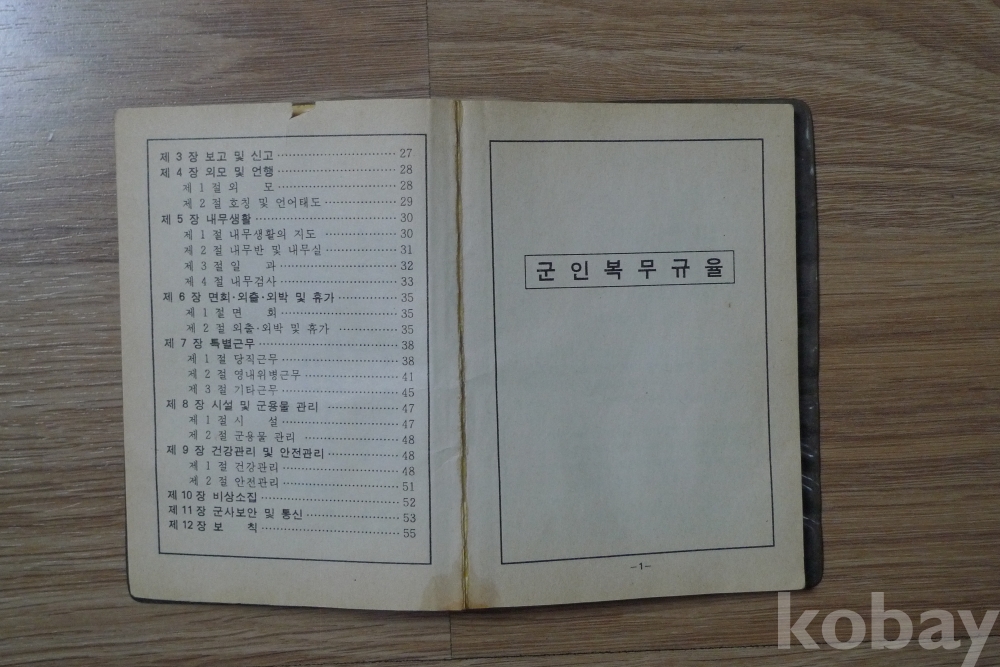 제 3 장 보고 및 신고 ································ 27
제 4 장 외모 및 언행 ································ 28
제 1 절 외 모 ································ 28
제 2 절 호칭 및 언어태도 ···················· 29
제 5 장 내무생활 ···································· 30
제 1 절 내무생활의 지도 ···················· 30
제 2 절 내무반 및 내무실 ···················· 31
제 3 절 일 과 ································ 32
제 4 절 내무검사 ································ 33
제 6 장 면회·외출·외박 및 휴가 ················ 35
제 1 절 면 회 ································ 35
제 2 절 외출·외박 및 휴가 ················ 35
제 7 장 특별근무 ···································· 38
제 1 절 당직근무 ································ 38
제 2 절 영내위병근무 ························ 41
제 3 절 기타근무 ································ 45
제 8 장 시설 및 군용물 관리 ···················· 47
제 1 절 시 설 ································ 47
제 2 절 군용물 관리 ························ 48
제 9 장 건강관리 및 안전관리 ···················· 48
제 1 절 건강관리 ································ 48
제 2 절 안전관리 ································ 51
제10장 비상소집 ···································· 52
제11장 군사보안 및 통신 ························ 53
제12장 보 칙 ································ 55
군 인 복 무 규 율
－1－
kobay